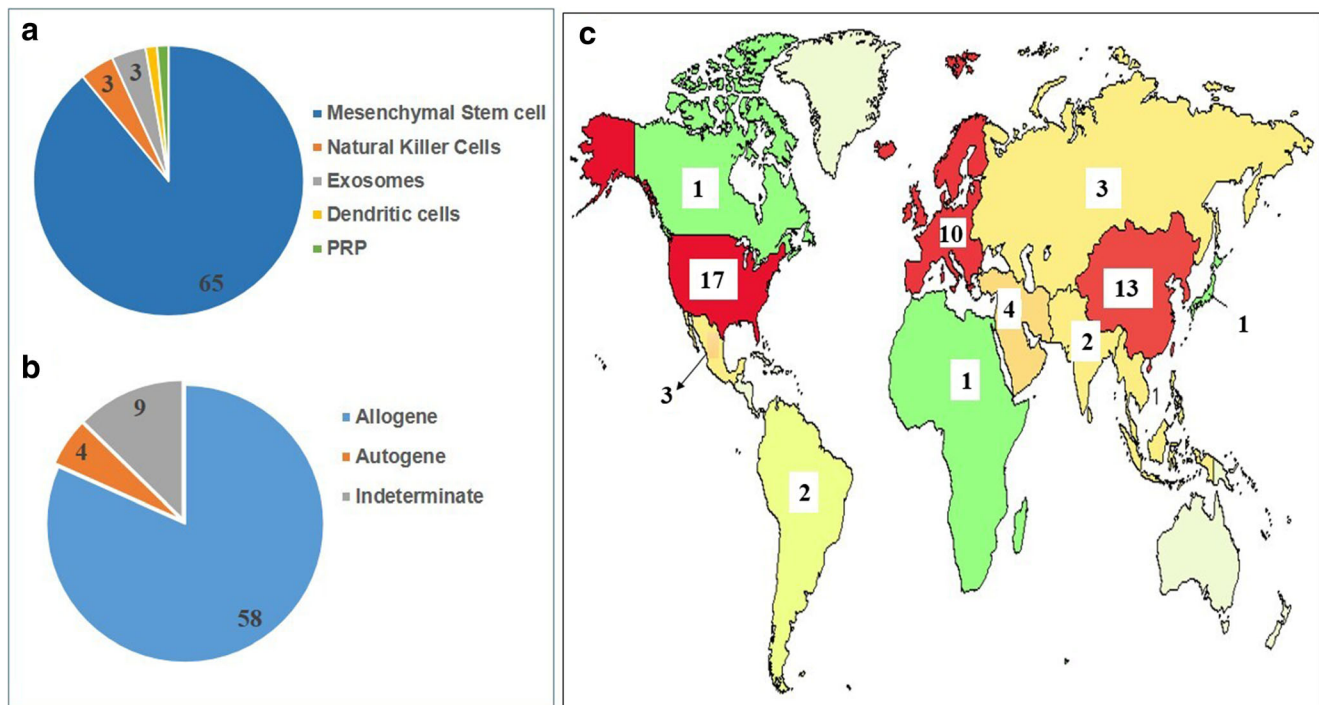 a
3
3
65
Mesenchymal Stem cell
Natural Killer Cells
Exosomes
Dendritic cells
PRP
b
9
4
58
Allogene
Autogene
Indeterminate
c
1
3
10
17
13
4
1
2
3
1
1
2